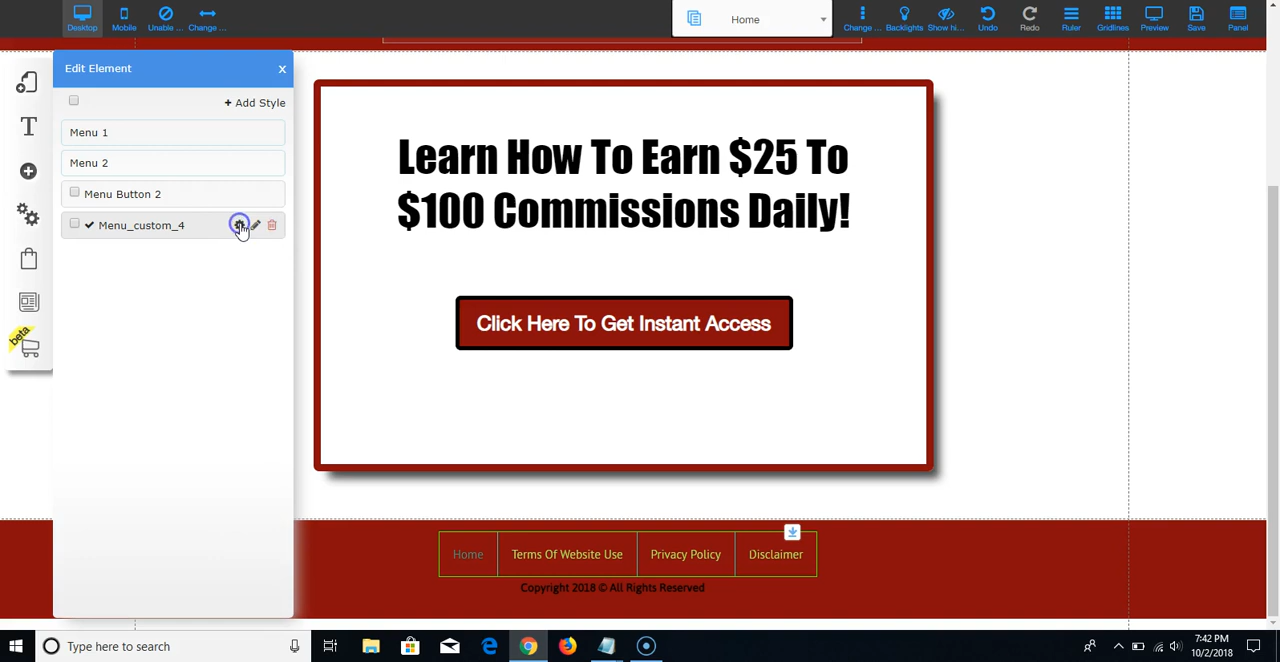 Desktop
Mobile
Unable ...
Change ...
Home
Change ...
Backlights
Show hi...
Undo
Redo
Ruler
Gridlines
Preview
Save
Panel
Edit Element
x
+ Add Style
Menu 1
Menu 2
Menu Button 2
Menu_custom_4
beta
Learn How To Earn $25 To
$100 Commissions Daily!
Click Here To Get Instant Access
Home
Terms Of Website Use
Privacy Policy
Disclaimer
Copyright 2018 © All Rights Reserved
Type here to search
7:42 PM
10/2/2018